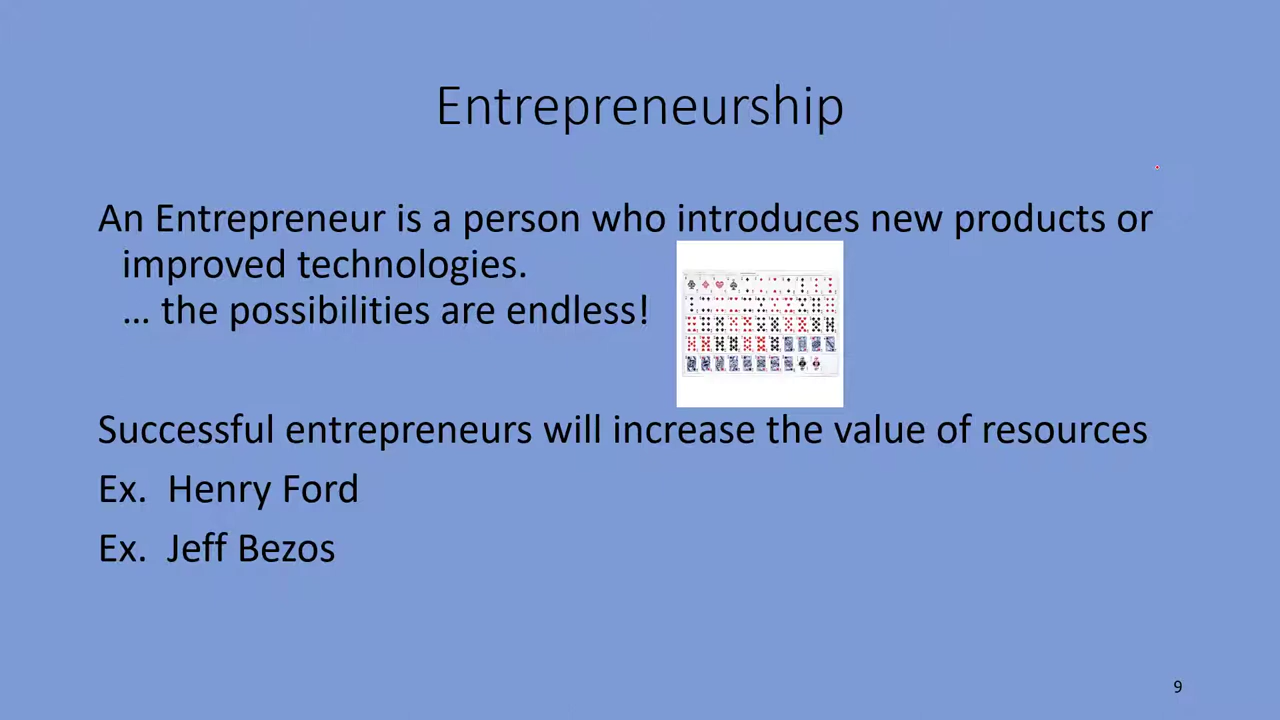 Entrepreneurship
An Entrepreneur is a person who introduces new products or
improved technologies.
… the possibilities are endless!
Successful entrepreneurs will increase the value of resources
Ex. Henry Ford
Ex. Jeff Bezos
9